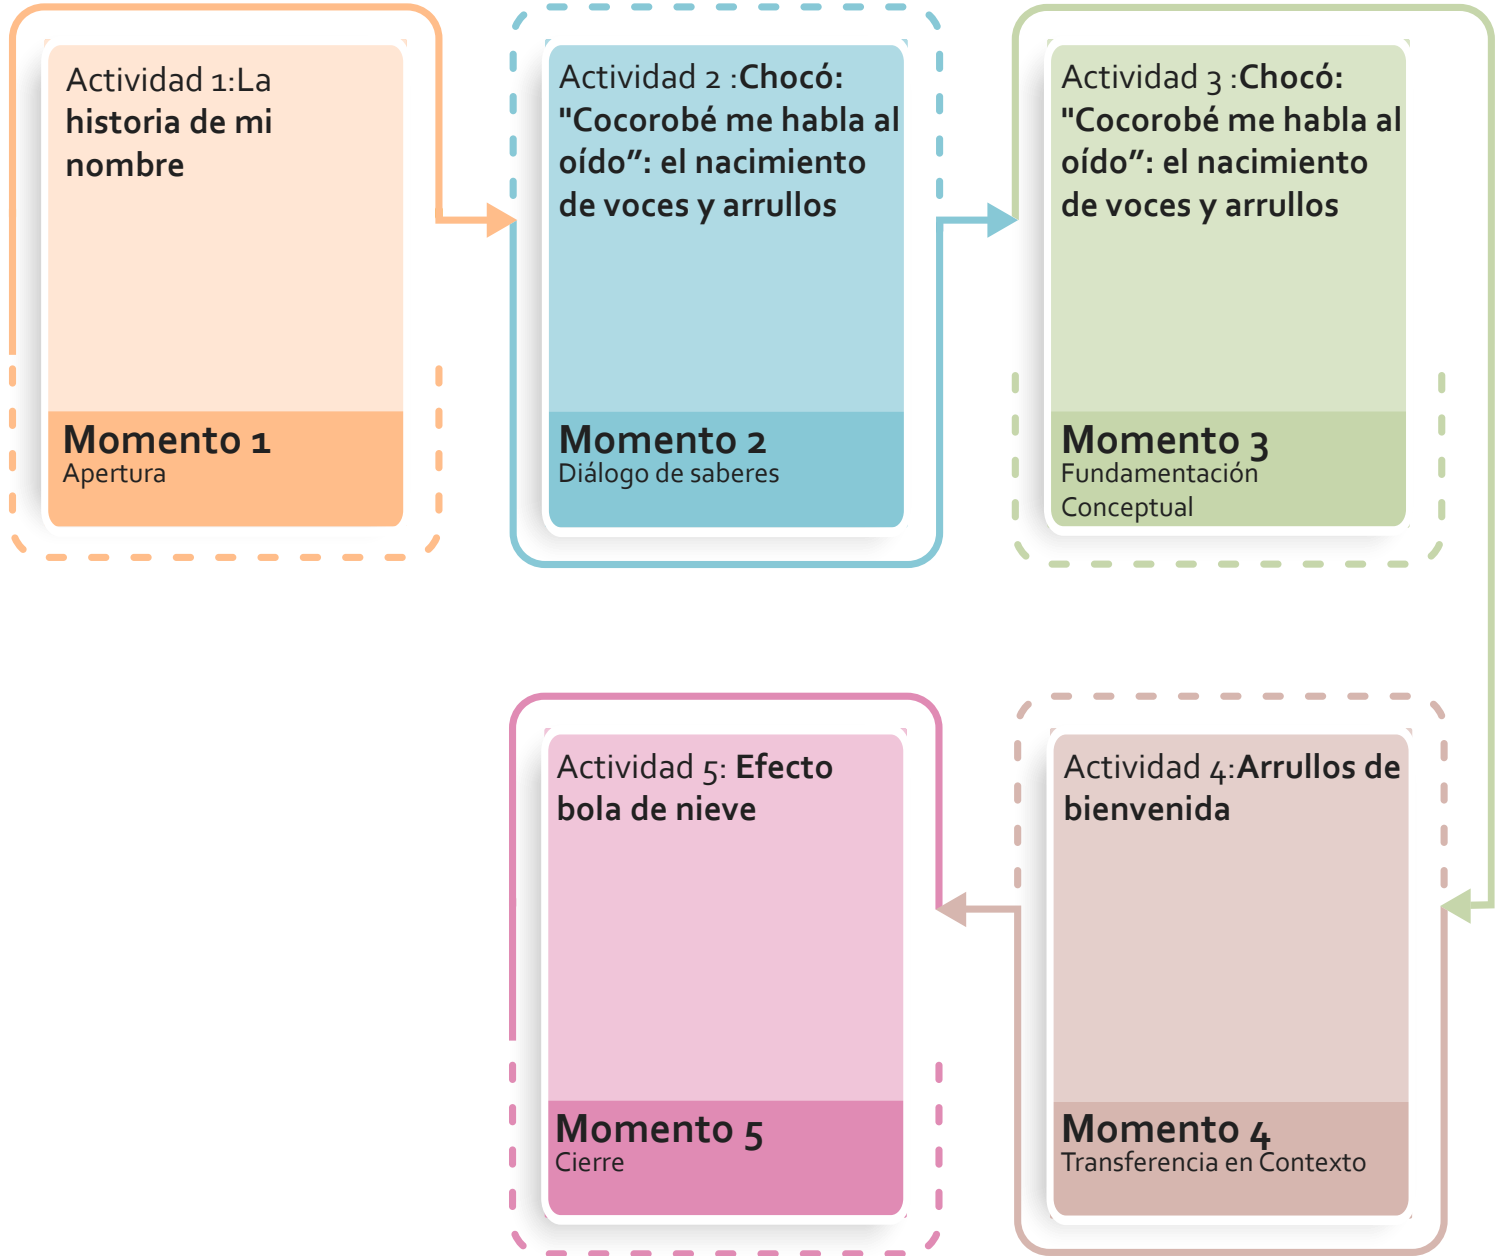 Actividad 1:La
historia de mi
nombre
Momento 1
Apertura
Actividad 2 :Chocó:
"Cocorobé me habla al
oído”: el nacimiento
de voces y arrullos
Momento 2
Diálogo de saberes
Actividad 3 :Chocó:
"Cocorobé me habla al
oído”: el nacimiento
de voces y arrullos
Momento 3
Fundamentación
Conceptual
Actividad 4:Arrullos de
bienvenida
Momento 4
Transferencia en Contexto
Actividad 5: Efecto
bola de nieve
Momento 5
Cierre